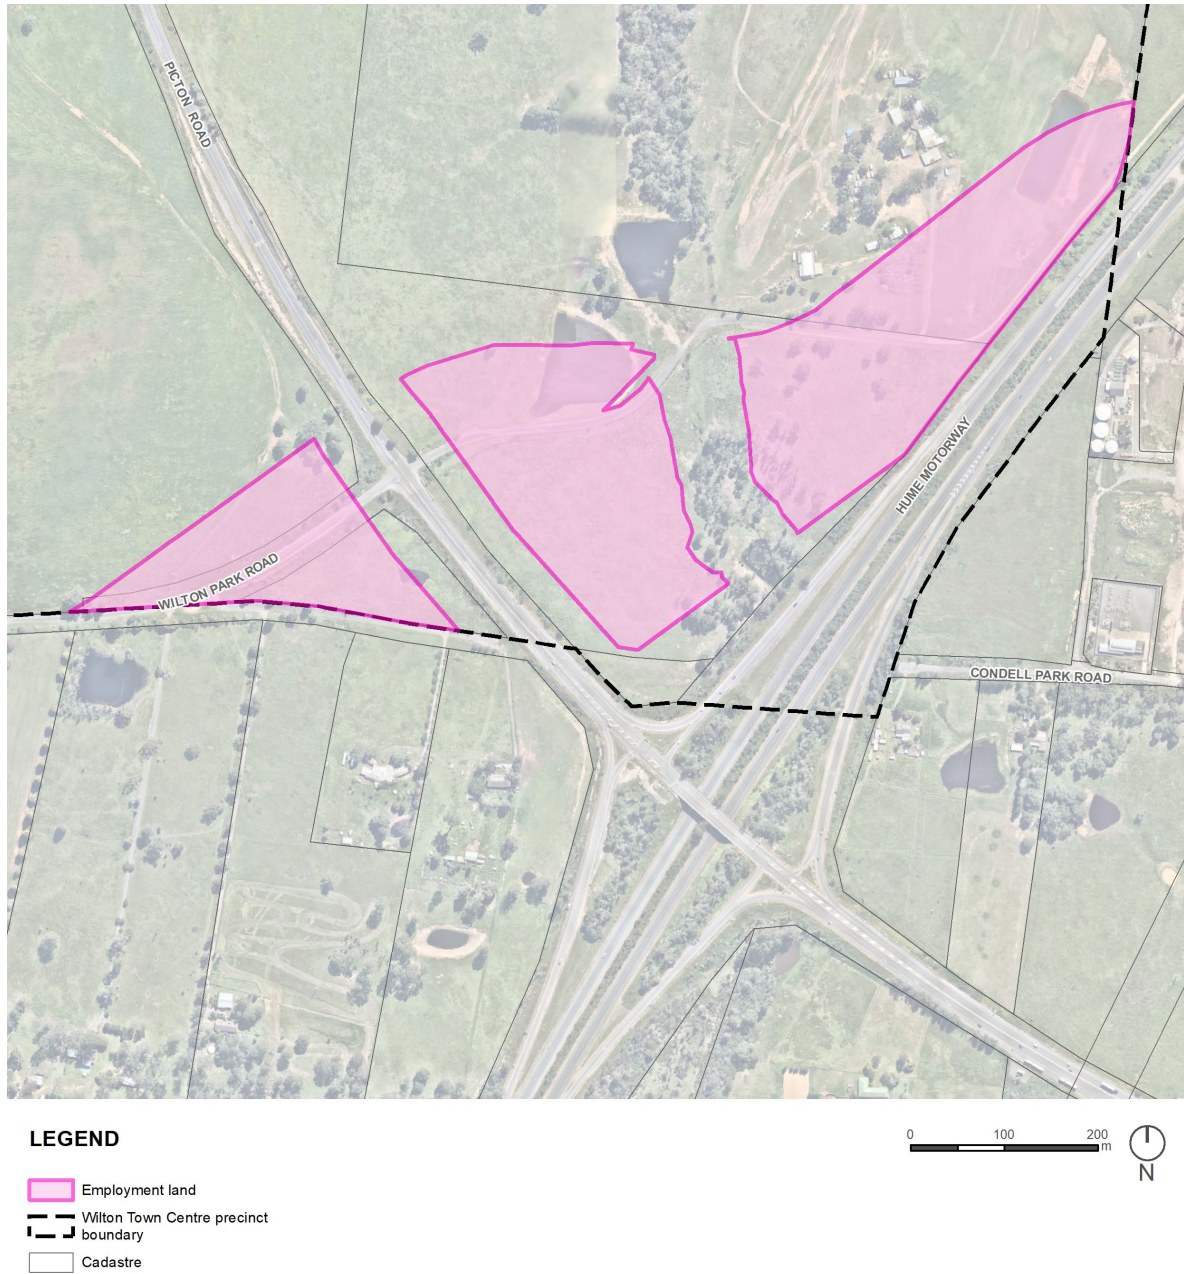 PICTON ROAD
HUME MOTORWAY
WILTON PARK ROAD
CONDELL PARK ROAD
LEGEND
Employment land
Wilton Town Centre precinct
boundary
Cadastre
0 100 200
m
N